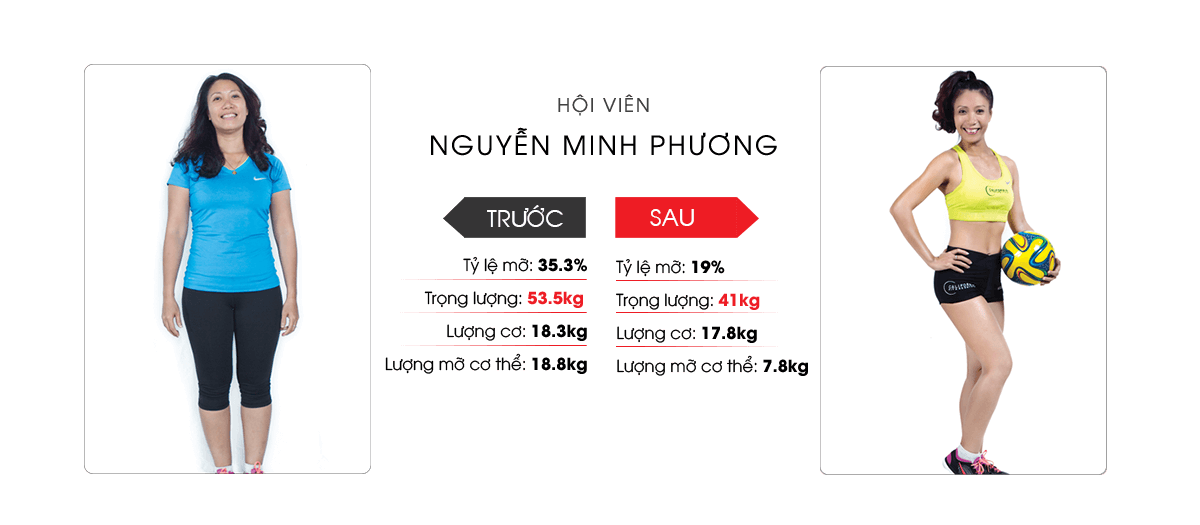 HỘI VIÊN
NGUYỄN MINH PHƯƠNG
TRƯỚC
Tỷ lệ mỡ: 35.3%
Trọng lượng: 53.5kg
Lượng cơ: 18.3kg
Lượng mỡ cơ thể: 18.8kg
SAU
Tỷ lệ mỡ: 19%
Trọng lượng: 41kg
Lượng cơ: 17.8kg
Lượng mỡ cơ thể: 7.8kg